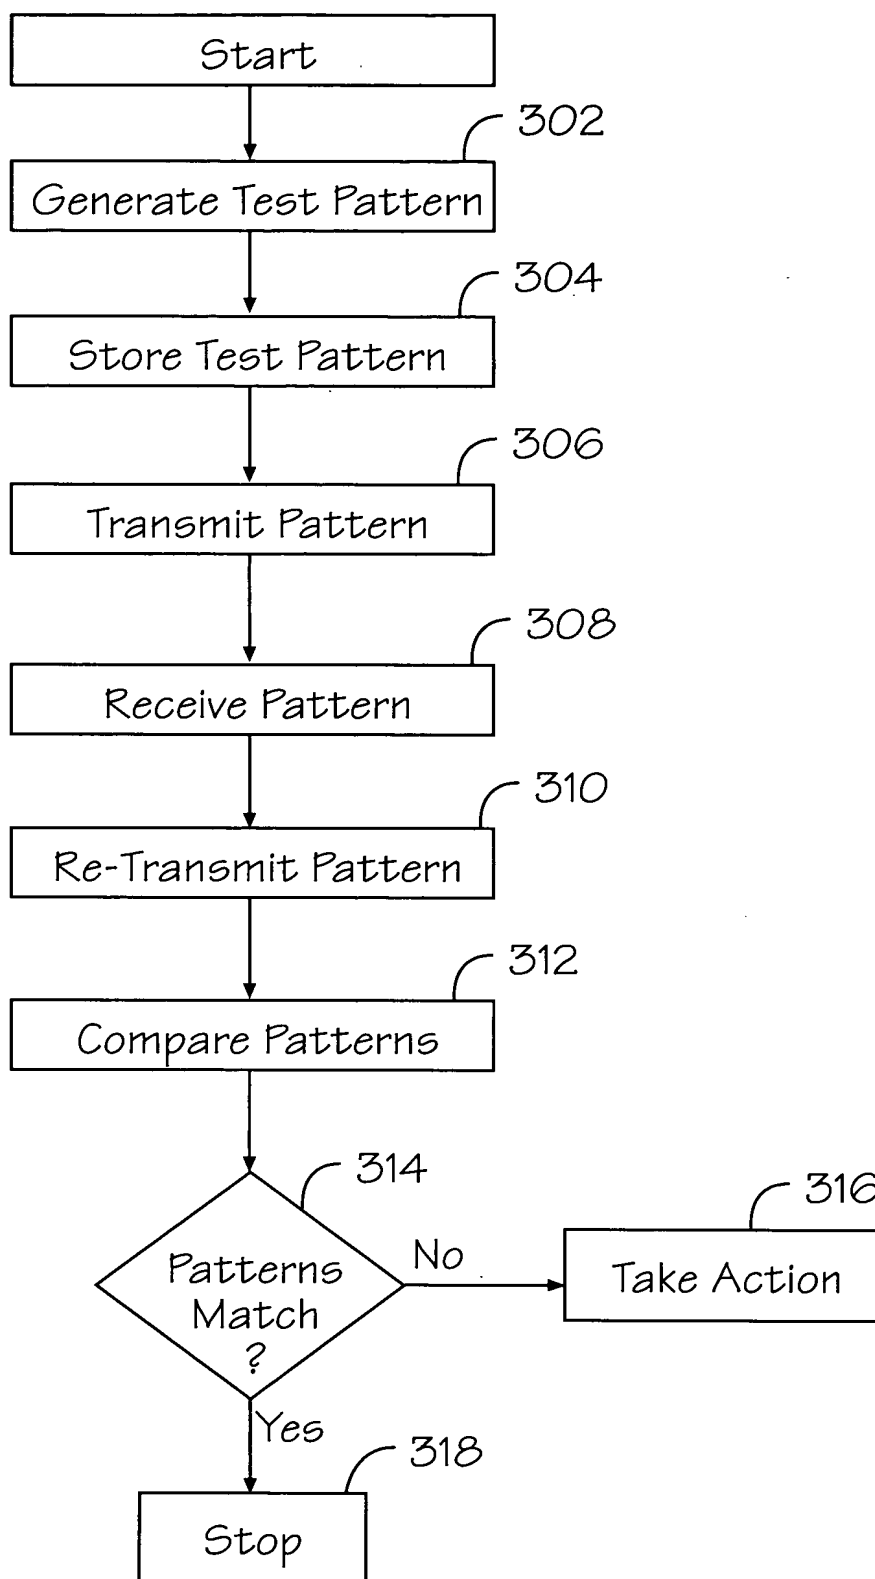 Start
302
Generate Test Pattern
304
Store Test Pattern
306
Transmit Pattern
308
Receive Pattern
310
Re-Transmit Pattern
312
Compare Patterns
314
Patterns
Match
?
No
316
Take Action
Yes
318
Stop